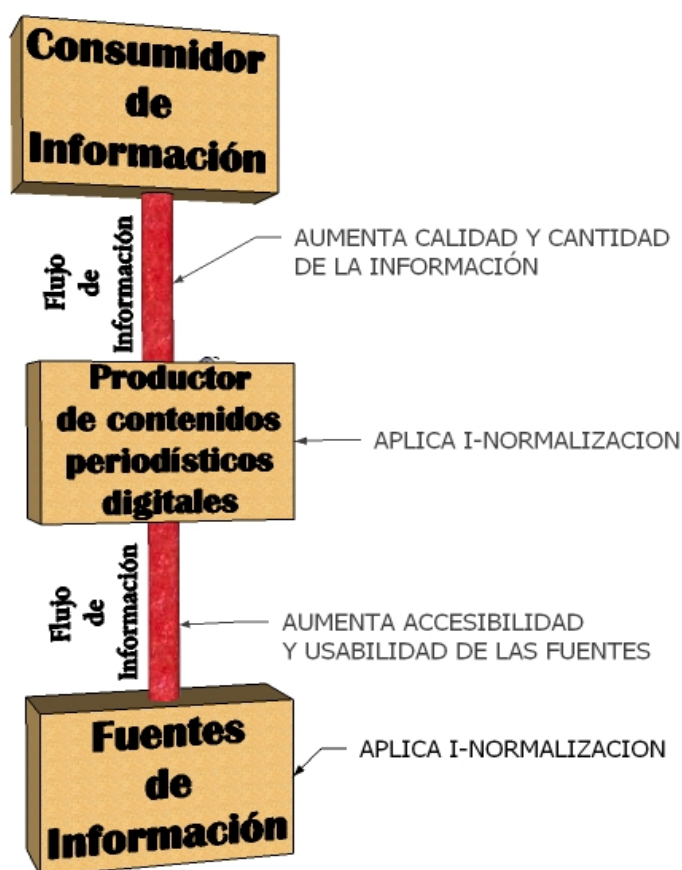 Consumidor
de
Información
Flujo
de
Información
AUMENTA CALIDAD Y CANTIDAD
DE LA INFORMACIÓN
Productor
de contenidos
periodísticos
digitales
APLICA I-NORMALIZACION
Flujo
de
Información
AUMENTA ACCESIBILIDAD
Y USABILIDAD DE LAS FUENTES
Fuentes
de
Información
APLICA I-NORMALIZACION